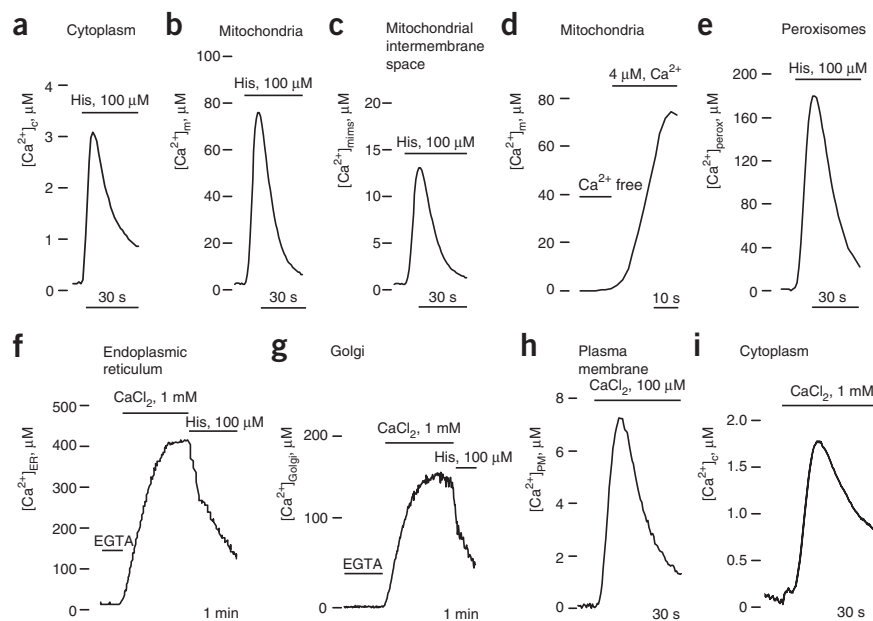 a
Cytoplasm
[Ca²⁺]c, µM
4
3
2
1
0
His, 100 µM
30 s
b
Mitochondria
[Ca²⁺]m, µM
100
80
60
40
20
0
His, 100 µM
30 s
c
Mitochondrial
intermembrane
space
[Ca²⁺]mims, µM
20
15
10
5
0
His, 100 µM
30 s
d
Mitochondria
[Ca²⁺]m, µM
80
60
40
20
0
4 µM, Ca²⁺
Ca²⁺ free
10 s
e
Peroxisomes
[Ca²⁺]perox, µM
200
160
120
80
40
0
His, 100 µM
30 s
f
Endoplasmic
reticulum
[Ca²⁺]ER, µM
500
400
300
200
100
0
CaCl₂, 1 mM
His, 100 µM
EGTA
1 min
g
Golgi
[Ca²⁺]Golgi, µM
200
100
0
CaCl₂, 1 mM
His, 100 µM
EGTA
1 min
h
Plasma
membrane
[Ca²⁺]PM, µM
8
6
4
2
0
CaCl₂, 100 µM
30 s
i
Cytoplasm
[Ca²⁺]c, µM
2.0
1.5
1.0
0.5
0
CaCl₂, 1 mM
30 s